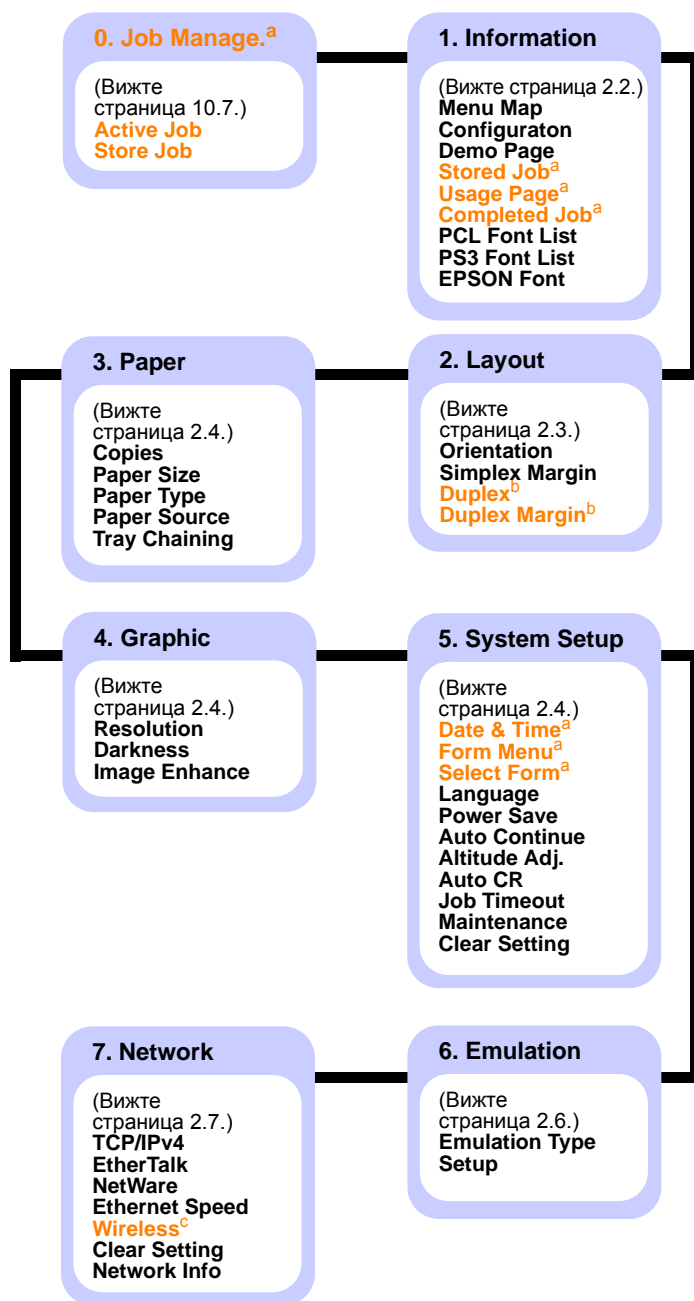 0. Job Manage.a
(Вижте
страница 10.7.)
Active Job
Store Job
1. Information
(Вижте страница 2.2.)
Menu Map
Configuraton
Demo Page
Stored Joba
Usage Pagea
Completed Joba
PCL Font List
PS3 Font List
EPSON Font
3. Paper
(Вижте
страница 2.4.)
Copies
Paper Size
Paper Type
Paper Source
Tray Chaining
2. Layout
(Вижте
страница 2.3.)
Orientation
Simplex Margin
Duplexb
Duplex Marginb
4. Graphic
(Вижте
страница 2.4.)
Resolution
Darkness
Image Enhance
5. System Setup
(Вижте
страница 2.4.)
Date & Timea
Form Menua
Select Forma
Language
Power Save
Auto Continue
Altitude Adj.
Auto CR
Job Timeout
Maintenance
Clear Setting
7. Network
(Вижте
страница 2.7.)
TCP/IPv4
EtherTalk
NetWare
Ethernet Speed
Wirelessc
Clear Setting
Network Info
6. Emulation
(Вижте
страница 2.6.)
Emulation Type
Setup